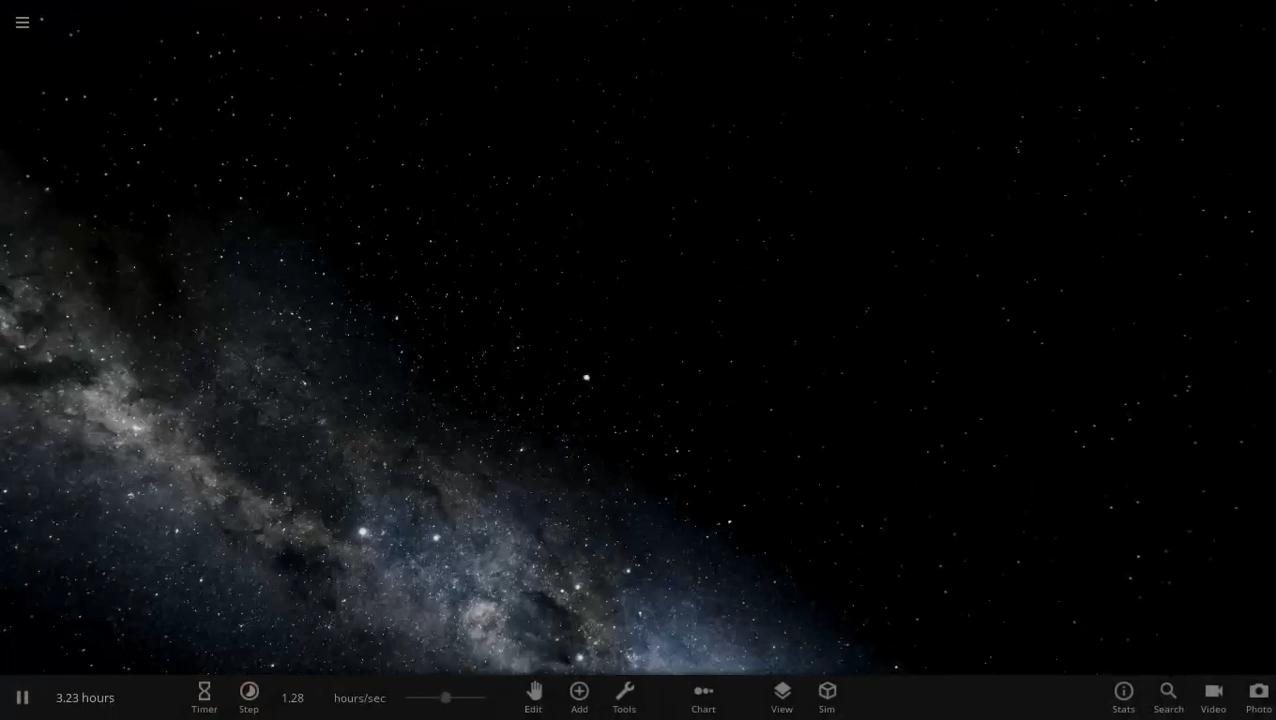 3.23 hours
Timer
Step
1.28
hours/sec
Edit
Add
Tools
Chart
View
Sim
Stats
Search
Video
Photo